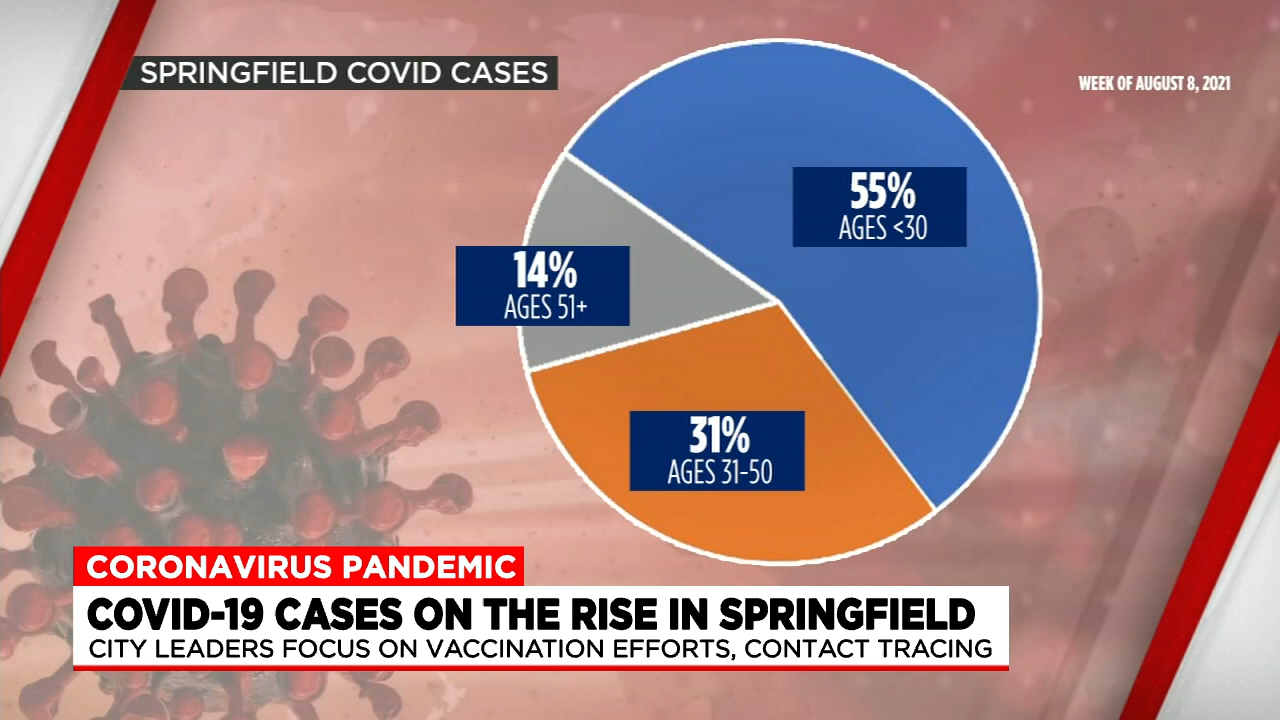 SPRINGFIELD COVID CASES
WEEK OF AUGUST 8, 2021
55%
AGES <30
14%
AGES 51+
31%
AGES 31-50
CORONAVIRUS PANDEMIC
COVID-19 CASES ON THE RISE IN SPRINGFIELD
CITY LEADERS FOCUS ON VACCINATION EFFORTS, CONTACT TRACING